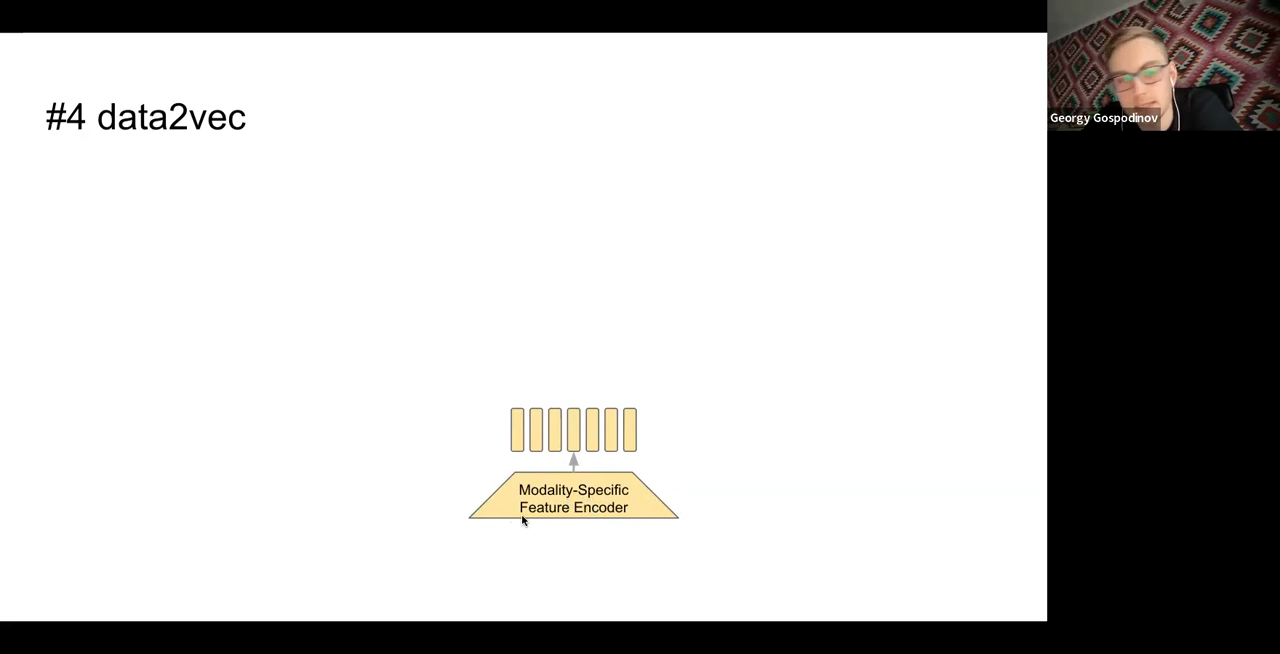 #4 data2vec
Georgy Gospodinov
Modality-Specific
Feature Encoder